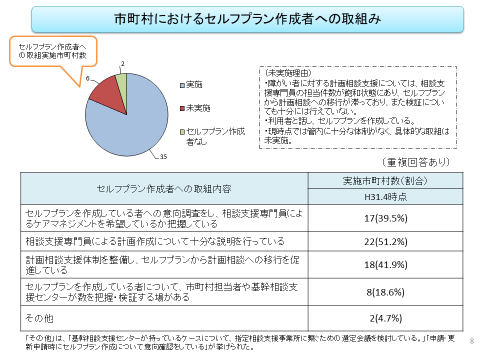 市町村におけるセルフプラン作成者への取組み
セルフプラン作成者へ
の取組実施市町村数
2
6
35
実施
未実施
セルフプラン作成
者なし
(未実施理由)
・障がい者に対する計画相談支援については、相談支
援専門員の担当件数が飽和状態にあり、セルフプラン
から計画相談への移行が滞っており、また検証につい
ても十分には行えていない。
・利用者と話し、セルフプランを作成している。
・現時点では管内に十分な体制がなく、具体的な取組は
未実施。
(重複回答あり)
セルフプラン作成者への取組内容
実施市町村数(割合)
H31.4時点
セルフプランを作成している者への意向調査をし、相談支援専門員によ
るケアマネジメントを希望しているか把握している
17(39.5%)
相談支援専門員による計画作成について十分な説明を行っている
22(51.2%)
計画相談支援体制を整備し、セルフプランから計画相談への移行を促
進している
18(41.9%)
セルフプランを作成している者について、市町村担当者や基幹相談支
援センターが数を把握・検証する場がある
8(18.6%)
その他
2(4.7%)
「その他」は、「基幹相談支援センターが持っているケースについて、指定相談支援事業所に繋ぐための選定会議を検討している。」「申請・更
新申請時にセルフプラン作成について意向確認をしている」が挙げられた。
8